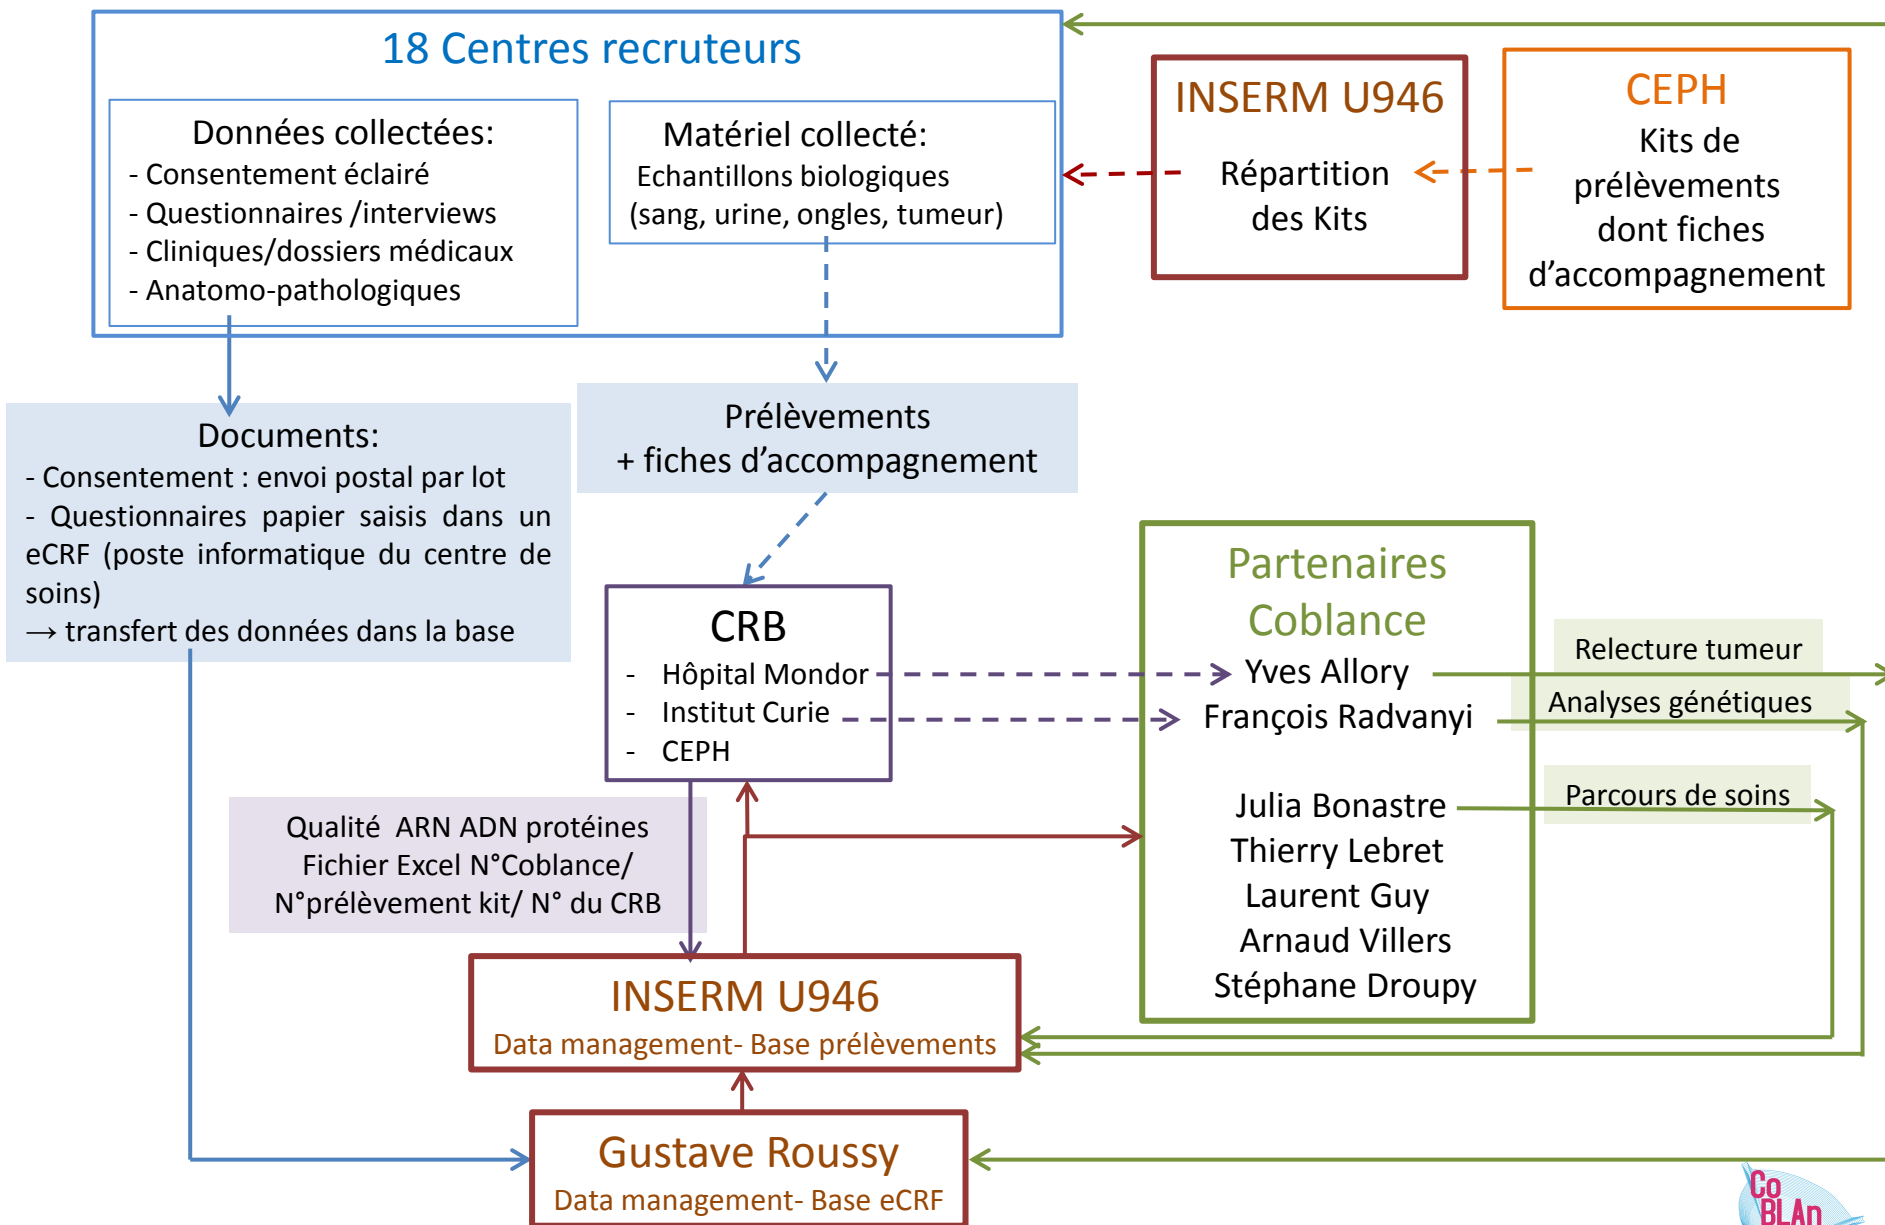 18 Centres recruteurs
Données collectées:
- Consentement éclairé
- Questionnaires /interviews
- Cliniques/dossiers médicaux
- Anatomo-pathologiques
Matériel collecté:
Echantillons biologiques
(sang, urine, ongles, tumeur)
INSERM U946
Répartition
des Kits
CEPH
Kits de
prélèvements
dont fiches
d’accompagnement
Documents:
- Consentement : envoi postal par lot
- Questionnaires papier saisis dans un
eCRF (poste informatique du centre de
soins)
→ transfert des données dans la base
Prélèvements
+ fiches d’accompagnement
CRB
- Hôpital Mondor
- Institut Curie
- CEPH
Partenaires
Coblance
Yves Allory
François Radvanyi
Julia Bonastre
Thierry Lebret
Laurent Guy
Arnaud Villers
Stéphane Droupy
Relecture tumeur
Analyses génétiques
Parcours de soins
Qualité ARN ADN protéines
Fichier Excel N°Coblance/
N°prélèvement kit/ N° du CRB
INSERM U946
Data management- Base prélèvements
Gustave Roussy
Data management- Base eCRF
Co
BLAn